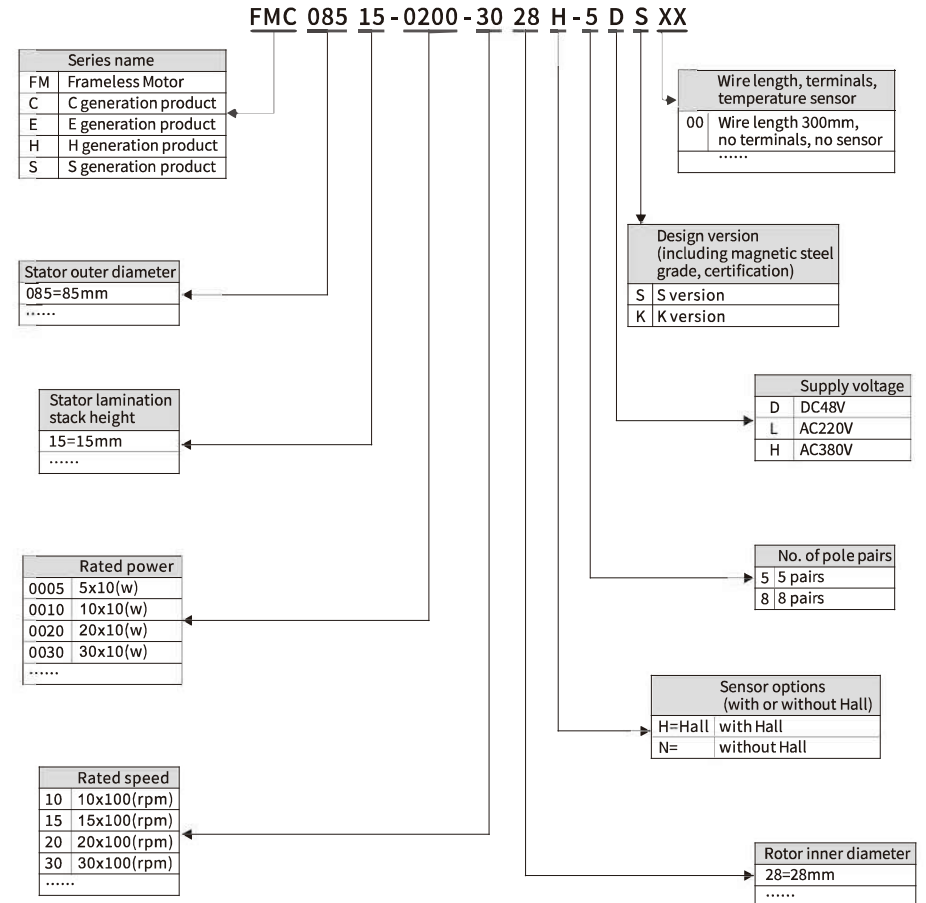 FMC 085 15-0200-30 28 H-5 D S XX
Series name
FM Frameless Motor
C C generation product
E E generation product
H H generation product
S S generation product
Wire length, terminals,
temperature sensor
00 Wire length 300mm,
no terminals, no sensor
······
Stator outer diameter
085=85mm
······
Design version
(including magnetic steel
grade, certification)
S S version
K K version
Stator lamination
stack height
15=15mm
······
Supply voltage
D DC48V
L AC220V
H AC380V
Rated power
0005 5x10(w)
0010 10x10(w)
0020 20x10(w)
0030 30x10(w)
······
No. of pole pairs
5 5 pairs
8 8 pairs
Sensor options
(with or without Hall)
H=Hall with Hall
N= without Hall
Rated speed
10 10x100(rpm)
15 15x100(rpm)
20 20x100(rpm)
30 30x100(rpm)
······
Rotor inner diameter
28=28mm
······